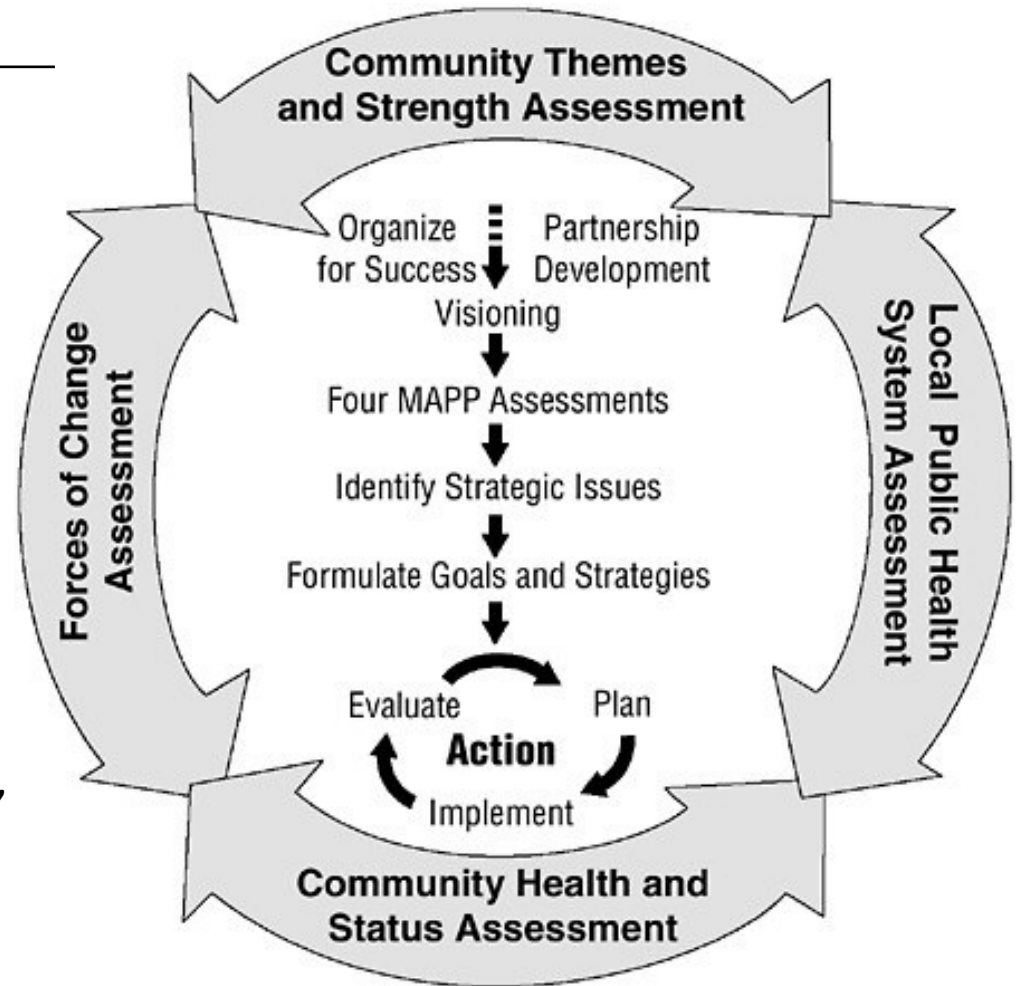 Community Themes
and Strength Assessment
Organize
for Success
Partnership
Development
Visioning
Four MAPP Assessments
Identify Strategic Issues
Formulate Goals and Strategies
Evaluate
Plan
Action
Implement
Forces of Change
Assessment
Local Public Health
System Assessment
Community Health and
Status Assessment
,